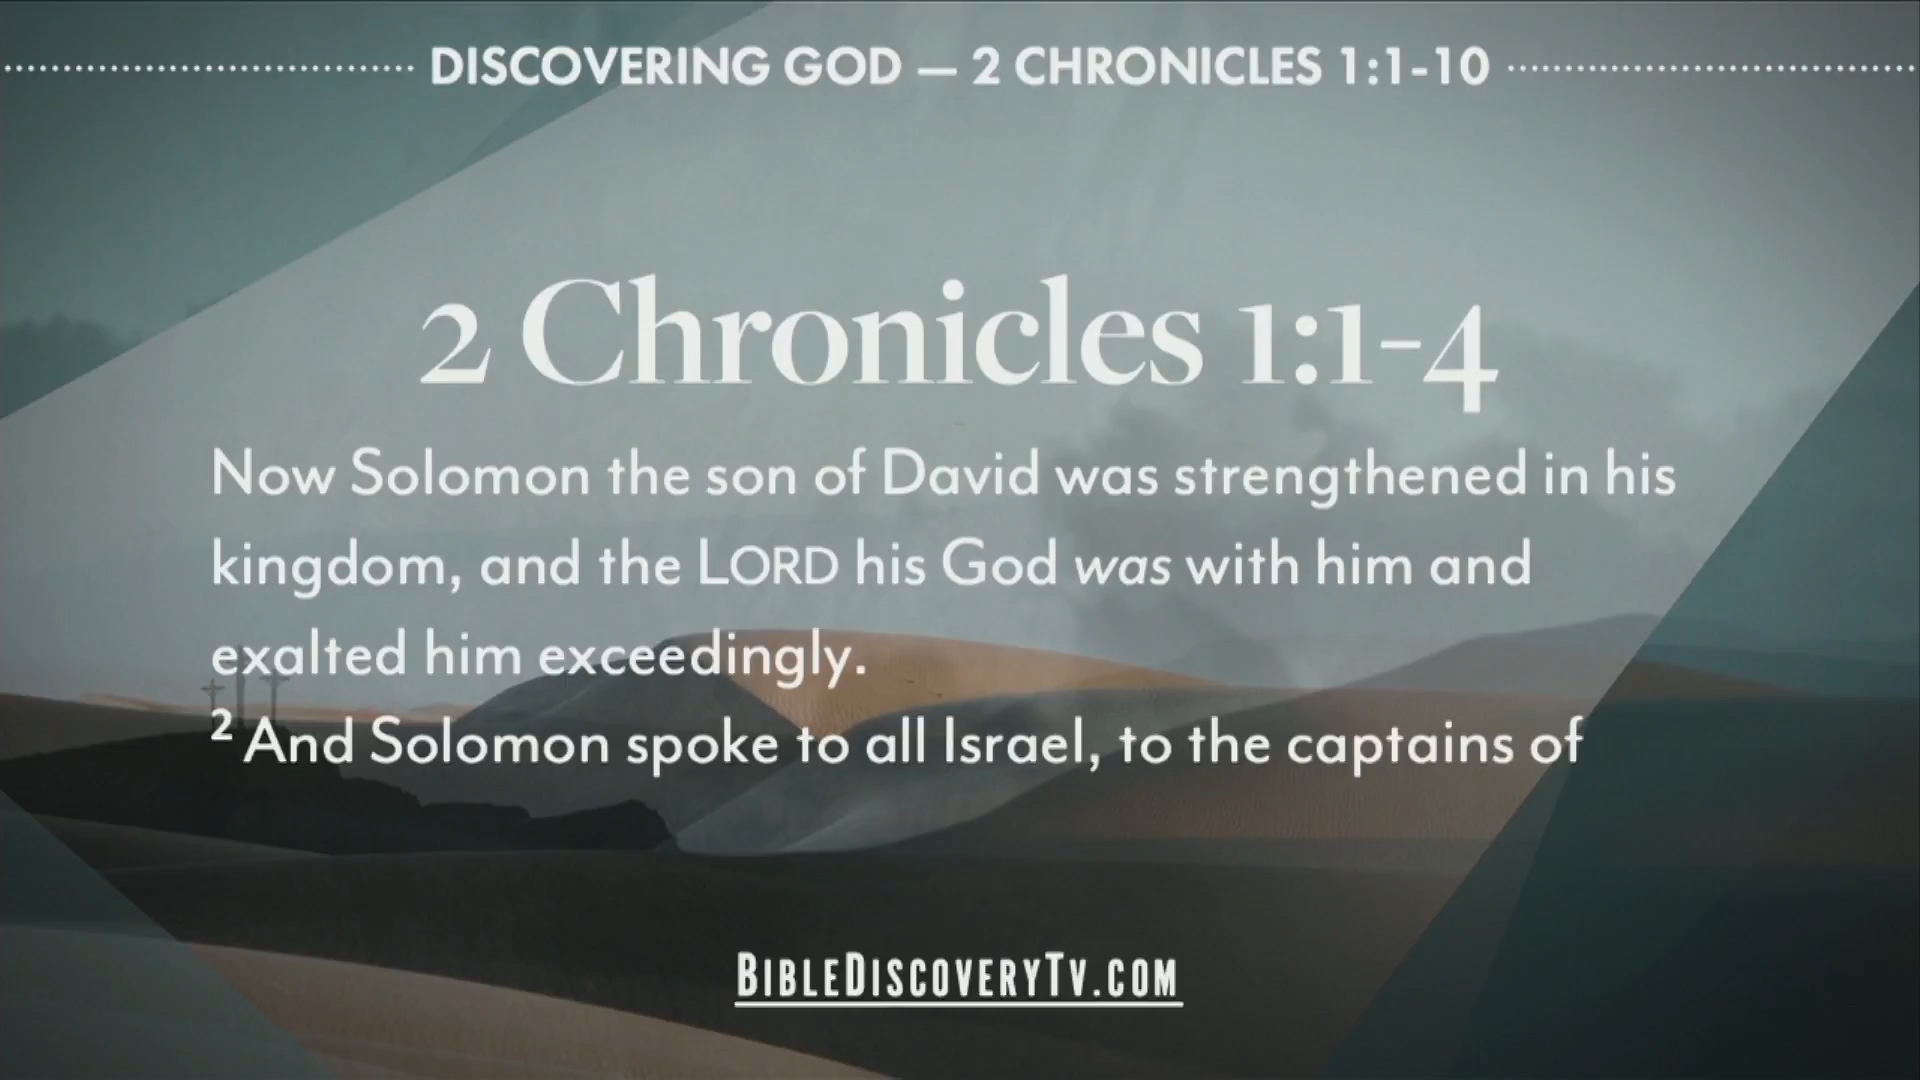 DISCOVERING GOD — 2 CHRONICLES 1:1-10
2 Chronicles 1:1-4
Now Solomon the son of David was strengthened in his
kingdom, and the LORD his God was with him and
exalted him exceedingly.
2 And Solomon spoke to all Israel, to the captains of
BIBLEDISCOVERYTV.COM